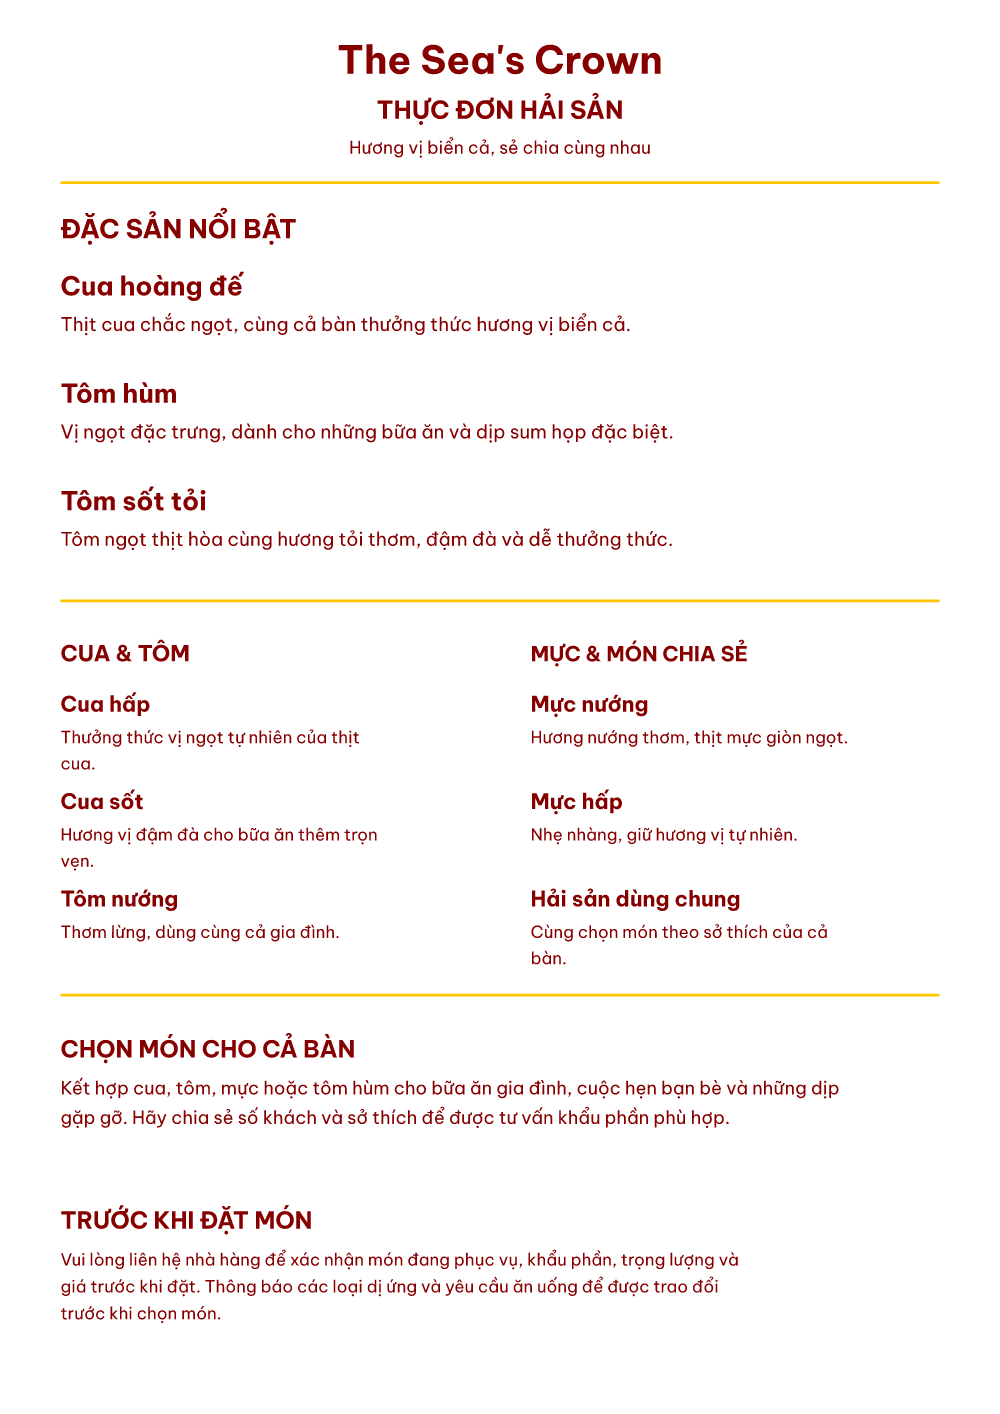 The Sea's Crown
THỰC ĐƠN HẢI SẢN
Hương vị biển cả, sẻ chia cùng nhau
ĐẶC SẢN NỔI BẬT
Cua hoàng đế
Thịt cua chắc ngọt, cùng cả bàn thưởng thức hương vị biển cả.
Tôm hùm
Vị ngọt đặc trưng, dành cho những bữa ăn và dịp sum họp đặc biệt.
Tôm sốt tỏi
Tôm ngọt thịt hòa cùng hương tỏi thơm, đậm đà và dễ thưởng thức.
CUA & TÔM
Cua hấp
Thưởng thức vị ngọt tự nhiên của thịt
cua.
Cua sốt
Hương vị đậm đà cho bữa ăn thêm trọn
vẹn.
Tôm nướng
Thơm lừng, dùng cùng cả gia đình.
MỰC & MÓN CHIA SẺ
Mực nướng
Hương nướng thơm, thịt mực giòn ngọt.
Mực hấp
Nhẹ nhàng, giữ hương vị tự nhiên.
Hải sản dùng chung
Cùng chọn món theo sở thích của cả
bàn.
CHỌN MÓN CHO CẢ BÀN
Kết hợp cua, tôm, mực hoặc tôm hùm cho bữa ăn gia đình, cuộc hẹn bạn bè và những dịp
gặp gỡ. Hãy chia sẻ số khách và sở thích để được tư vấn khẩu phần phù hợp.
TRƯỚC KHI ĐẶT MÓN
Vui lòng liên hệ nhà hàng để xác nhận món đang phục vụ, khẩu phần, trọng lượng và
giá trước khi đặt. Thông báo các loại dị ứng và yêu cầu ăn uống để được trao đổi
trước khi chọn món.